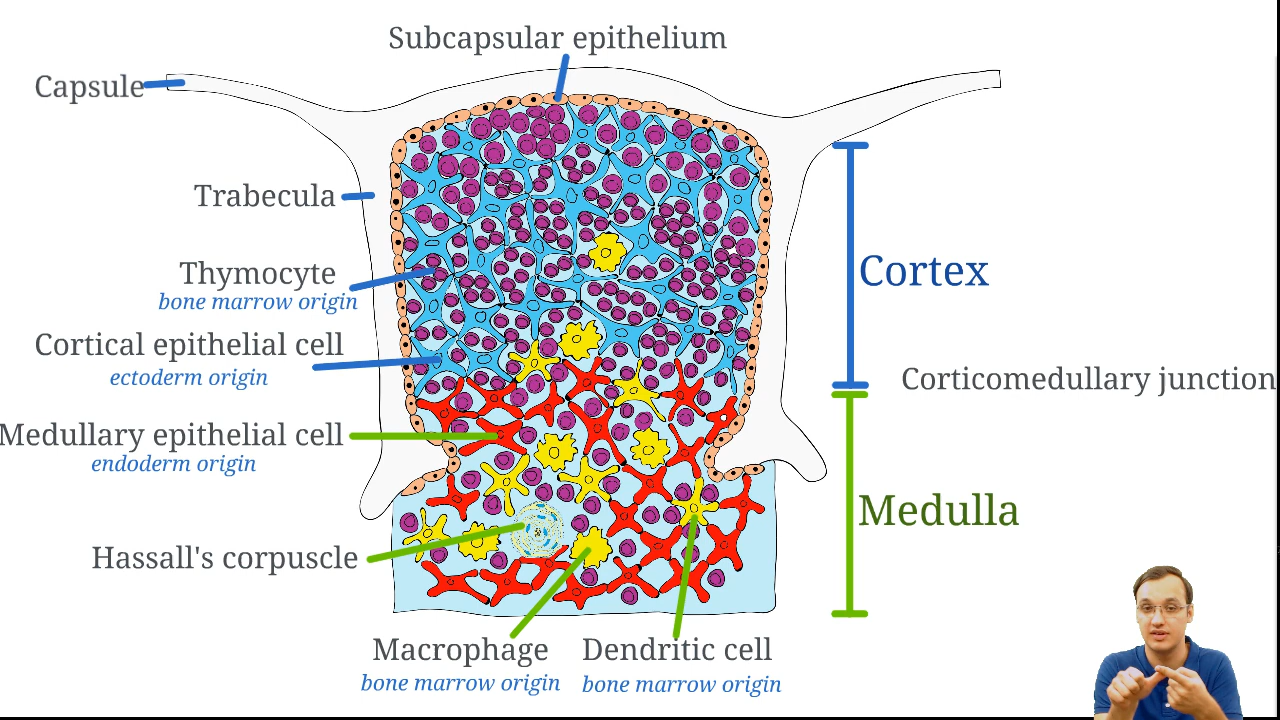 Subcapsular epithelium
Capsule
Trabecula
Thymocyte
bone marrow origin
Cortex
Cortical epithelial cell
ectoderm origin
Corticomedullary junction
Medullary epithelial cell
endoderm origin
Medulla
Hassall's corpuscle
Macrophage
bone marrow origin
Dendritic cell
bone marrow origin